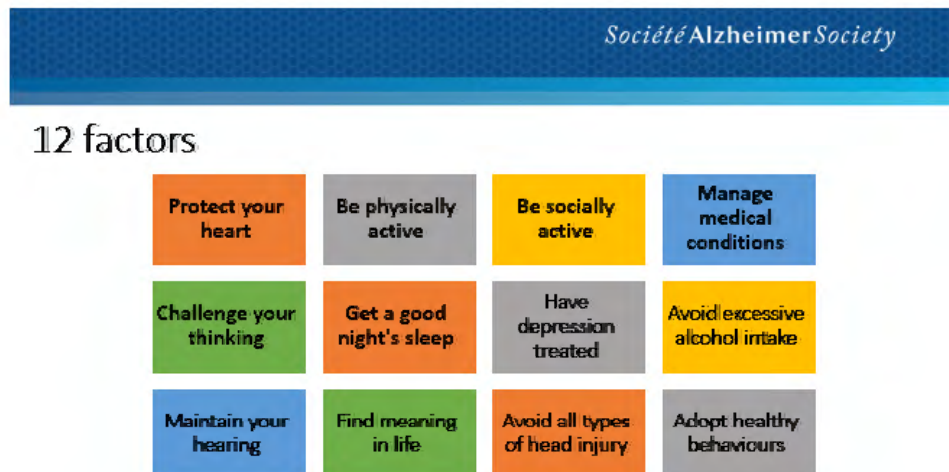 Société Alzheimer Society
12 factors
Protect your
heart
Be physically
active
Be socially
active
Manage
medical
conditions
Challenge your
thinking
Get a good
night's sleep
Have
depression
treated
Avoid excessive
alcohol intake
Maintain your
hearing
Find meaning
in life
Avoid all types
of head injury
Adopt healthy
behaviours